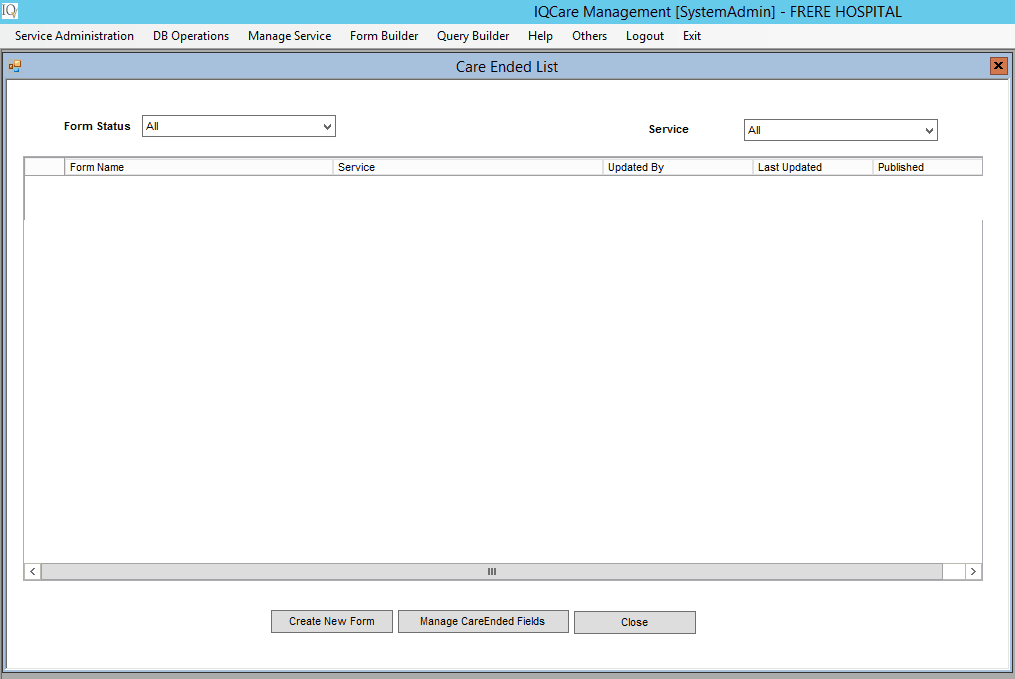 IQ
IQCare Management [SystemAdmin] - FRERE HOSPITAL
Service Administration DB Operations Manage Service Form Builder Query Builder Help Others Logout Exit
Care Ended List
Form Status All Service All
Form Name Service Updated By Last Updated Published
Create New Form Manage CareEnded Fields Close